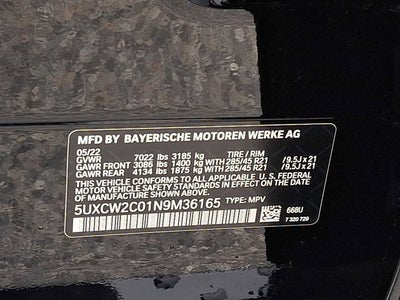 MFD BY BAYERISCHE MOTOREN WERKE AG
05/22 TIRE / RIM
GVWR 7022 lbs 3185 kg
GAWR FRONT 3086 lbs 1400 kg WITH 285/45 R21 / 9.5J x 21
GAWR REAR 4134 lbs 1875 kg WITH 285/45 R21 / 9.5J x 21
THIS VEHICLE CONFORMS TO ALL APPLICABLE U.S. FEDERAL
MOTOR VEHICLE SAFETY STANDARDS IN EFFECT ON THE DATE
OF MANUFACTURE SHOWN ABOVE.
5UXCW2C01N9M36165 TYPE: MPV
668U
7 320 729